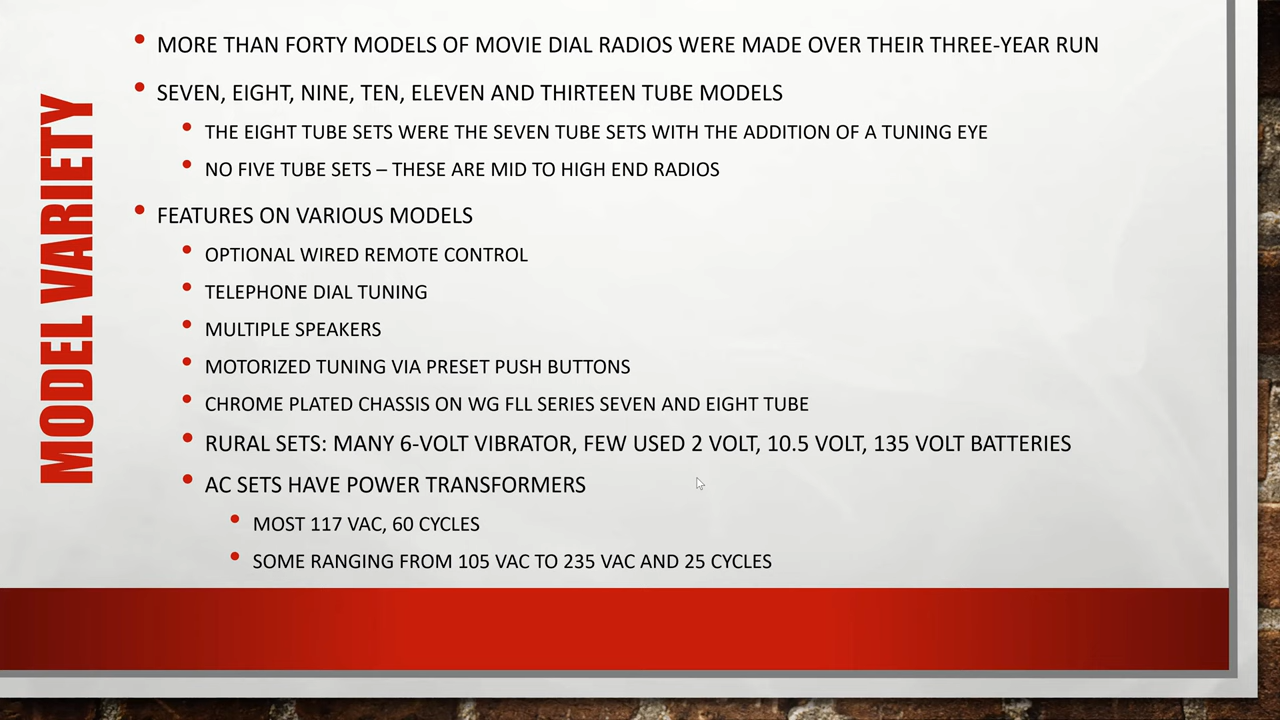 MODEL VARIETY
• MORE THAN FORTY MODELS OF MOVIE DIAL RADIOS WERE MADE OVER THEIR THREE-YEAR RUN
• SEVEN, EIGHT, NINE, TEN, ELEVEN AND THIRTEEN TUBE MODELS
• THE EIGHT TUBE SETS WERE THE SEVEN TUBE SETS WITH THE ADDITION OF A TUNING EYE
• NO FIVE TUBE SETS – THESE ARE MID TO HIGH END RADIOS
• FEATURES ON VARIOUS MODELS
• OPTIONAL WIRED REMOTE CONTROL
• TELEPHONE DIAL TUNING
• MULTIPLE SPEAKERS
• MOTORIZED TUNING VIA PRESET PUSH BUTTONS
• CHROME PLATED CHASSIS ON WG FLL SERIES SEVEN AND EIGHT TUBE
• RURAL SETS: MANY 6-VOLT VIBRATOR, FEW USED 2 VOLT, 10.5 VOLT, 135 VOLT BATTERIES
• AC SETS HAVE POWER TRANSFORMERS
• MOST 117 VAC, 60 CYCLES
• SOME RANGING FROM 105 VAC TO 235 VAC AND 25 CYCLES